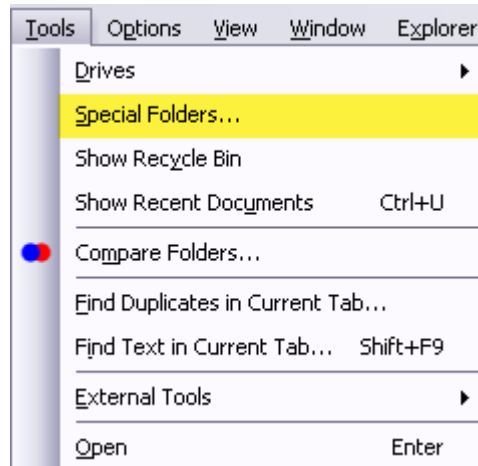 Tools Options View Window Explorer
Drives
Special Folders...
Show Recycle Bin
Show Recent Documents Ctrl+U
Compare Folders...
Find Duplicates in Current Tab...
Find Text in Current Tab... Shift+F9
External Tools
Open Enter